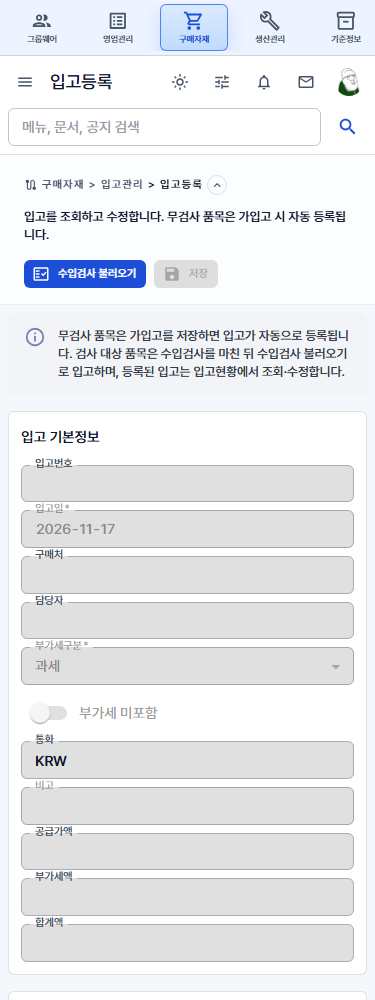 그룹웨어
영업관리
구매자재
생산관리
기준정보
입고등록
메뉴, 문서, 공지 검색
구매자재 > 입고관리 > 입고등록
입고를 조회하고 수정합니다. 무검사 품목은 가입고 시 자동 등록됩
니다.
수입검사 불러오기
저장
무검사 품목은 가입고를 저장하면 입고가 자동으로 등록됩니
다. 검사 대상 품목은 수입검사를 마친 뒤 수입검사 불러오기
로 입고하며, 등록된 입고는 입고현황에서 조회·수정합니다.
입고 기본정보
입고번호
입고일 *
2026-11-17
구매처
담당자
부가세구분 *
과세
부가세 미포함
통화
KRW
비고
공급가액
부가세액
합계액